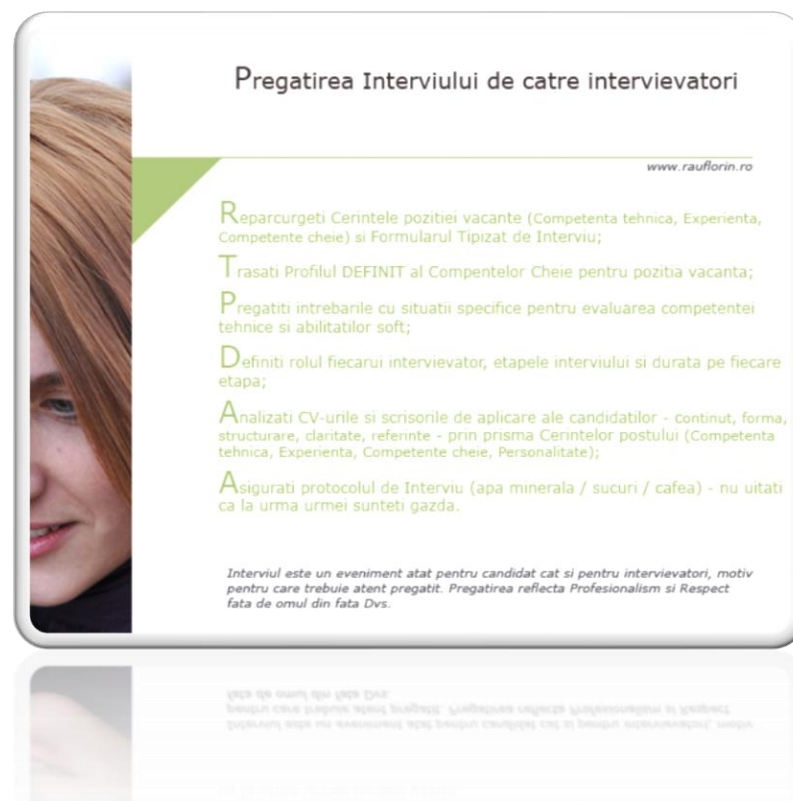 Pregatirea Interviului de catre intervievatori
www.rauflorin.ro
Reparcurgeti Cerintele pozitiei vacante (Competenta tehnica, Experienta,
Competente cheie) si Formularul Tipizat de Interviu;
Trasati Profilul DEFINIT al Compentelor Cheie pentru pozitia vacanta;
Pregatiti intrebarile cu situatii specifice pentru evaluarea competentei
tehnice si abilitatilor soft;
Definiti rolul fiecarui intervievator, etapele interviului si durata pe fiecare
etapa;
Analizati CV-urile si scrisorile de aplicare ale candidatilor - continut, forma,
structurare, claritate, referinte - prin prisma Cerintelor postului (Competenta
tehnica, Experienta, Competente cheie, Personalitate);
Asigurati protocolul de Interviu (apa minerala / sucuri / cafea) - nu uitati
ca la urma urmei sunteti gazda.
Interviul este un eveniment atat pentru candidat cat si pentru intervievatori, motiv
pentru care trebuie atent pregatit. Pregatirea reflecta Profesionalism si Respect
fata de omul din fata Dvs.